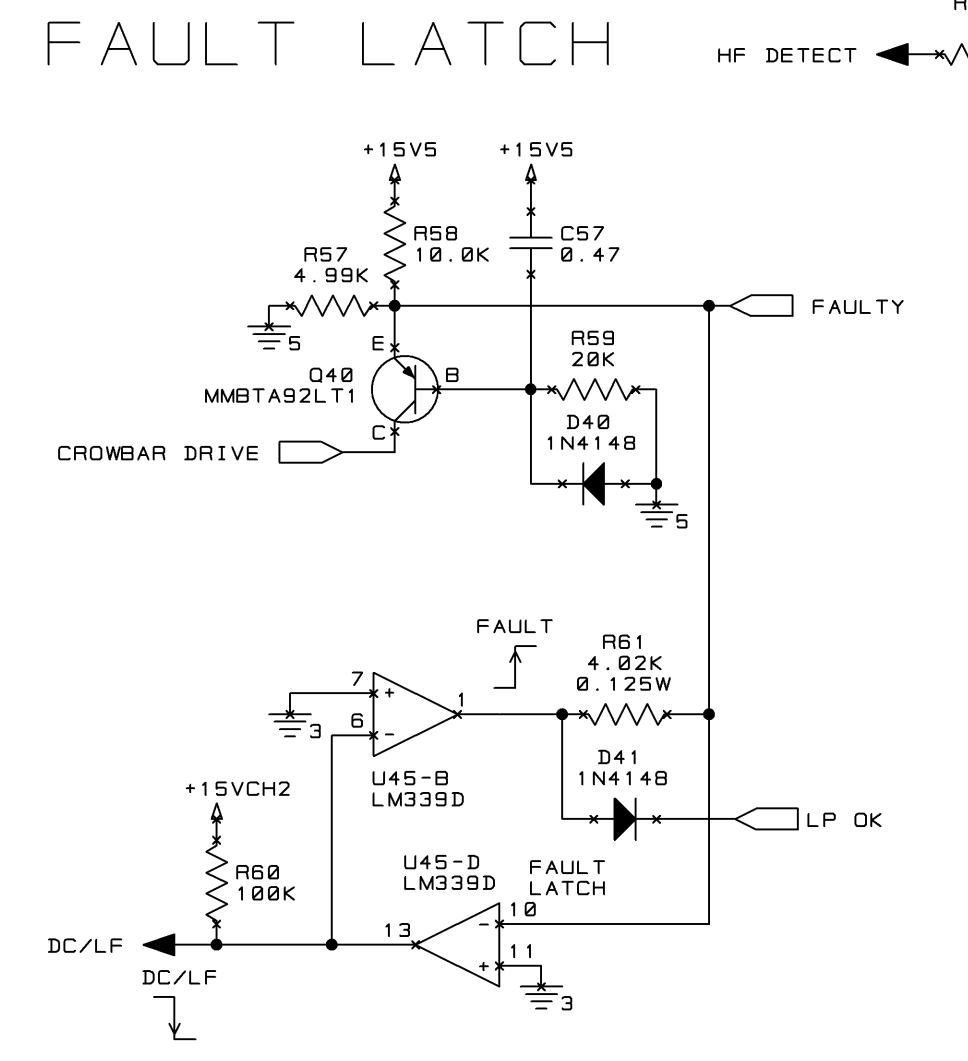 FAULT LATCH
HF DETECT
+15V5
+15V5
R58
10.0K
C57
0.47
R57
4.99K
5
FAULTY
E
B
C
Q40
MMBTA92LT1
R59
20K
D40
1N4148
CROWBAR DRIVE
5
FAULT
R61
4.02K
0.125W
7
+
1
3
6
-
U45-B
LM339D
D41
1N4148
+15VCH2
LP OK
R60
100K
U45-D
LM339D
FAULT
LATCH
10
-
13
DC/LF
11
+
3
DC/LF